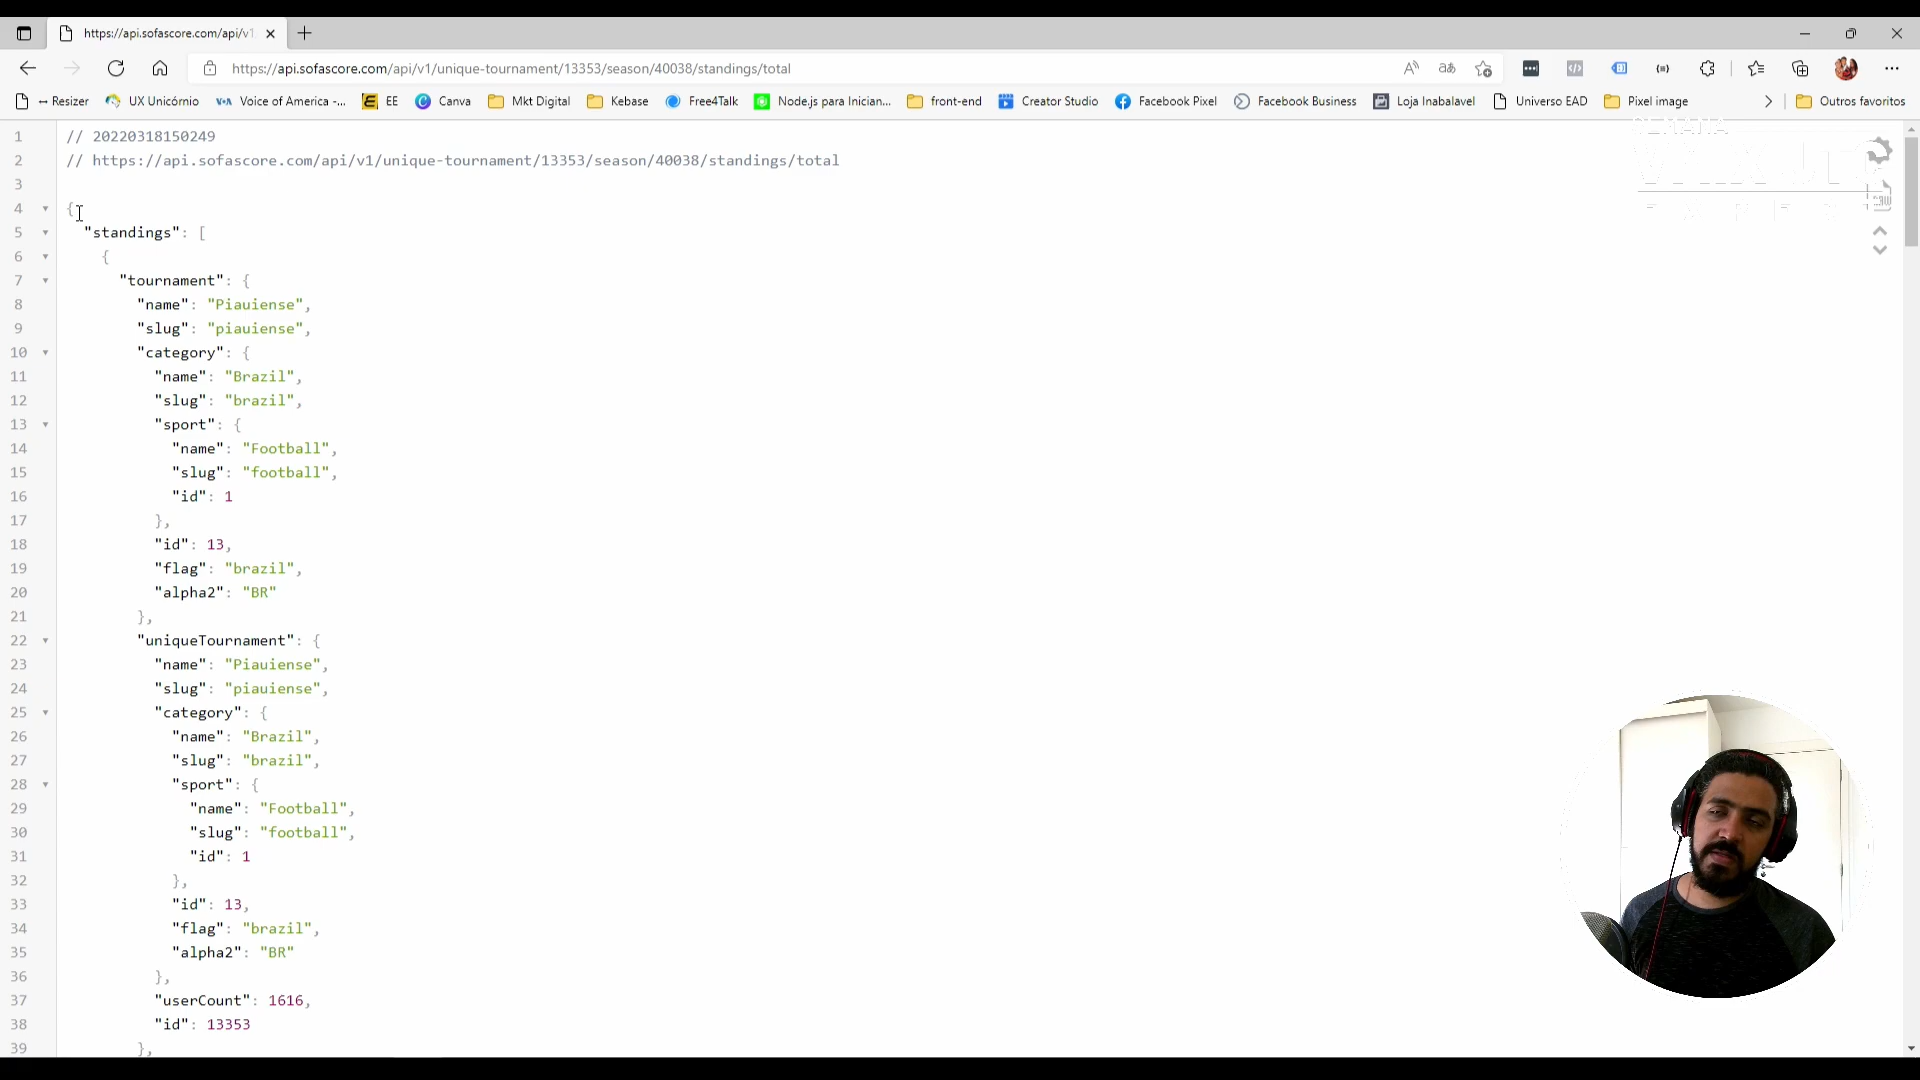 https://api.sofascore.com/api/v1
https://api.sofascore.com/api/v1/unique-tournament/13353/season/40038/standings/total
↔ Resizer
UX Unicórnio
Voice of America -...
EE
Canva
Mkt Digital
Kebase
Free4Talk
Node.js para Inician...
front-end
Creator Studio
Facebook Pixel
Facebook Business
Loja Inabalavel
Universo EAD
Pixel image
Outros favoritos
1 // 20220318150249
2 // https://api.sofascore.com/api/v1/unique-tournament/13353/season/40038/standings/total
3
4 {
5 "standings": [
6 {
7 "tournament": {
8 "name": "Piauiense",
9 "slug": "piauiense",
10 "category": {
11 "name": "Brazil",
12 "slug": "brazil",
13 "sport": {
14 "name": "Football",
15 "slug": "football",
16 "id": 1
17 },
18 "id": 13,
19 "flag": "brazil",
20 "alpha2": "BR"
21 },
22 "uniqueTournament": {
23 "name": "Piauiense",
24 "slug": "piauiense",
25 "category": {
26 "name": "Brazil",
27 "slug": "brazil",
28 "sport": {
29 "name": "Football",
30 "slug": "football",
31 "id": 1
32 },
33 "id": 13,
34 "flag": "brazil",
35 "alpha2": "BR"
36 },
37 "userCount": 1616,
38 "id": 13353
39 },